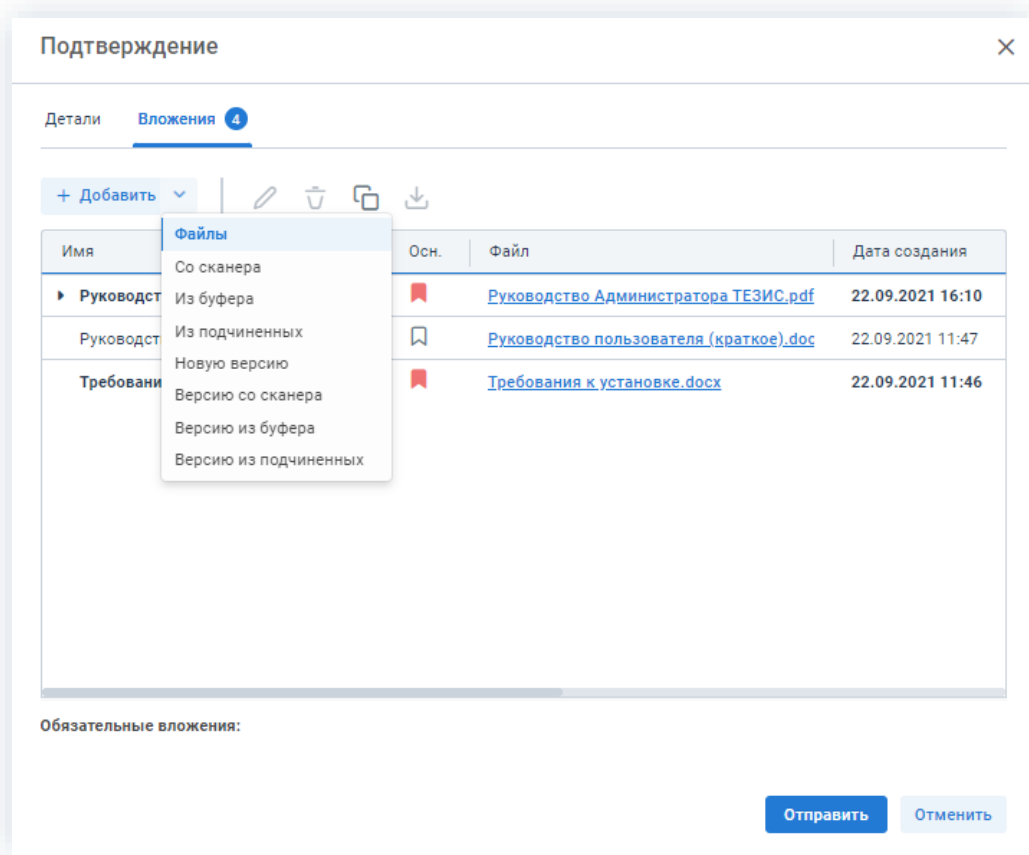 Подтверждение
Детали Вложения 4
+ Добавить
Файлы
Со сканера
Из буфера
Из подчиненных
Новую версию
Версию со сканера
Версию из буфера
Версию из подчиненных
Имя Осн. Файл Дата создания
Руководст Руководство Администратора ТЕЗИС.pdf 22.09.2021 16:10
Руководст Руководство пользователя (краткое).doc 22.09.2021 11:47
Требовани Требования к установке.docx 22.09.2021 11:46
Обязательные вложения:
Отправить Отменить